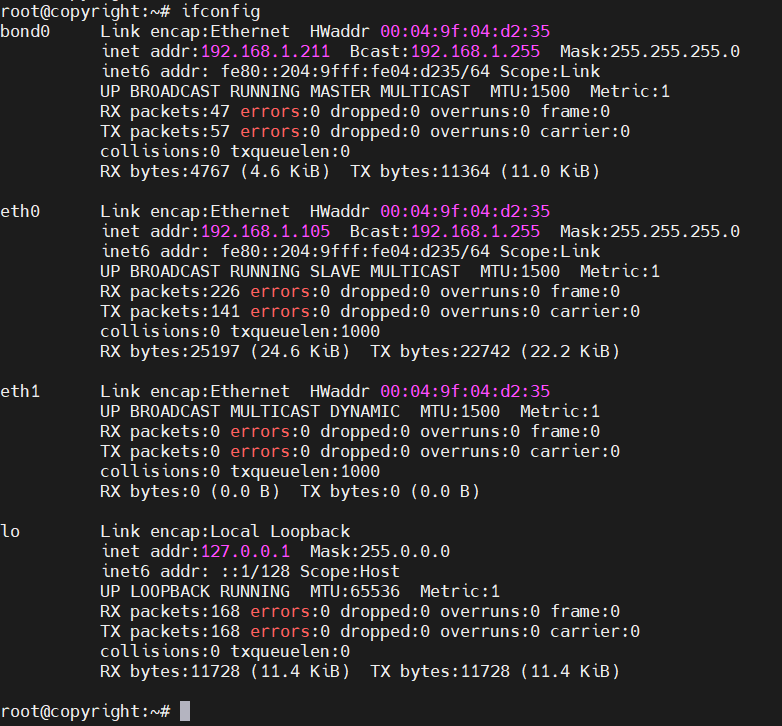 root@copyright:~# ifconfig
bond0     Link encap:Ethernet  HWaddr 00:04:9f:04:d2:35
          inet addr:192.168.1.211  Bcast:192.168.1.255  Mask:255.255.255.0
          inet6 addr: fe80::204:9fff:fe04:d235/64 Scope:Link
          UP BROADCAST RUNNING MASTER MULTICAST  MTU:1500  Metric:1
          RX packets:47 errors:0 dropped:0 overruns:0 frame:0
          TX packets:57 errors:0 dropped:0 overruns:0 carrier:0
          collisions:0 txqueuelen:0
          RX bytes:4767 (4.6 KiB)  TX bytes:11364 (11.0 KiB)

eth0      Link encap:Ethernet  HWaddr 00:04:9f:04:d2:35
          inet addr:192.168.1.105  Bcast:192.168.1.255  Mask:255.255.255.0
          inet6 addr: fe80::204:9fff:fe04:d235/64 Scope:Link
          UP BROADCAST RUNNING SLAVE MULTICAST  MTU:1500  Metric:1
          RX packets:226 errors:0 dropped:0 overruns:0 frame:0
          TX packets:141 errors:0 dropped:0 overruns:0 carrier:0
          collisions:0 txqueuelen:1000
          RX bytes:25197 (24.6 KiB)  TX bytes:22742 (22.2 KiB)

eth1      Link encap:Ethernet  HWaddr 00:04:9f:04:d2:35
          UP BROADCAST MULTICAST DYNAMIC  MTU:1500  Metric:1
          RX packets:0 errors:0 dropped:0 overruns:0 frame:0
          TX packets:0 errors:0 dropped:0 overruns:0 carrier:0
          collisions:0 txqueuelen:1000
          RX bytes:0 (0.0 B)  TX bytes:0 (0.0 B)

lo        Link encap:Local Loopback
          inet addr:127.0.0.1  Mask:255.0.0.0
          inet6 addr: ::1/128 Scope:Host
          UP LOOPBACK RUNNING  MTU:65536  Metric:1
          RX packets:168 errors:0 dropped:0 overruns:0 frame:0
          TX packets:168 errors:0 dropped:0 overruns:0 carrier:0
          collisions:0 txqueuelen:0
          RX bytes:11728 (11.4 KiB)  TX bytes:11728 (11.4 KiB)

root@copyright:~#